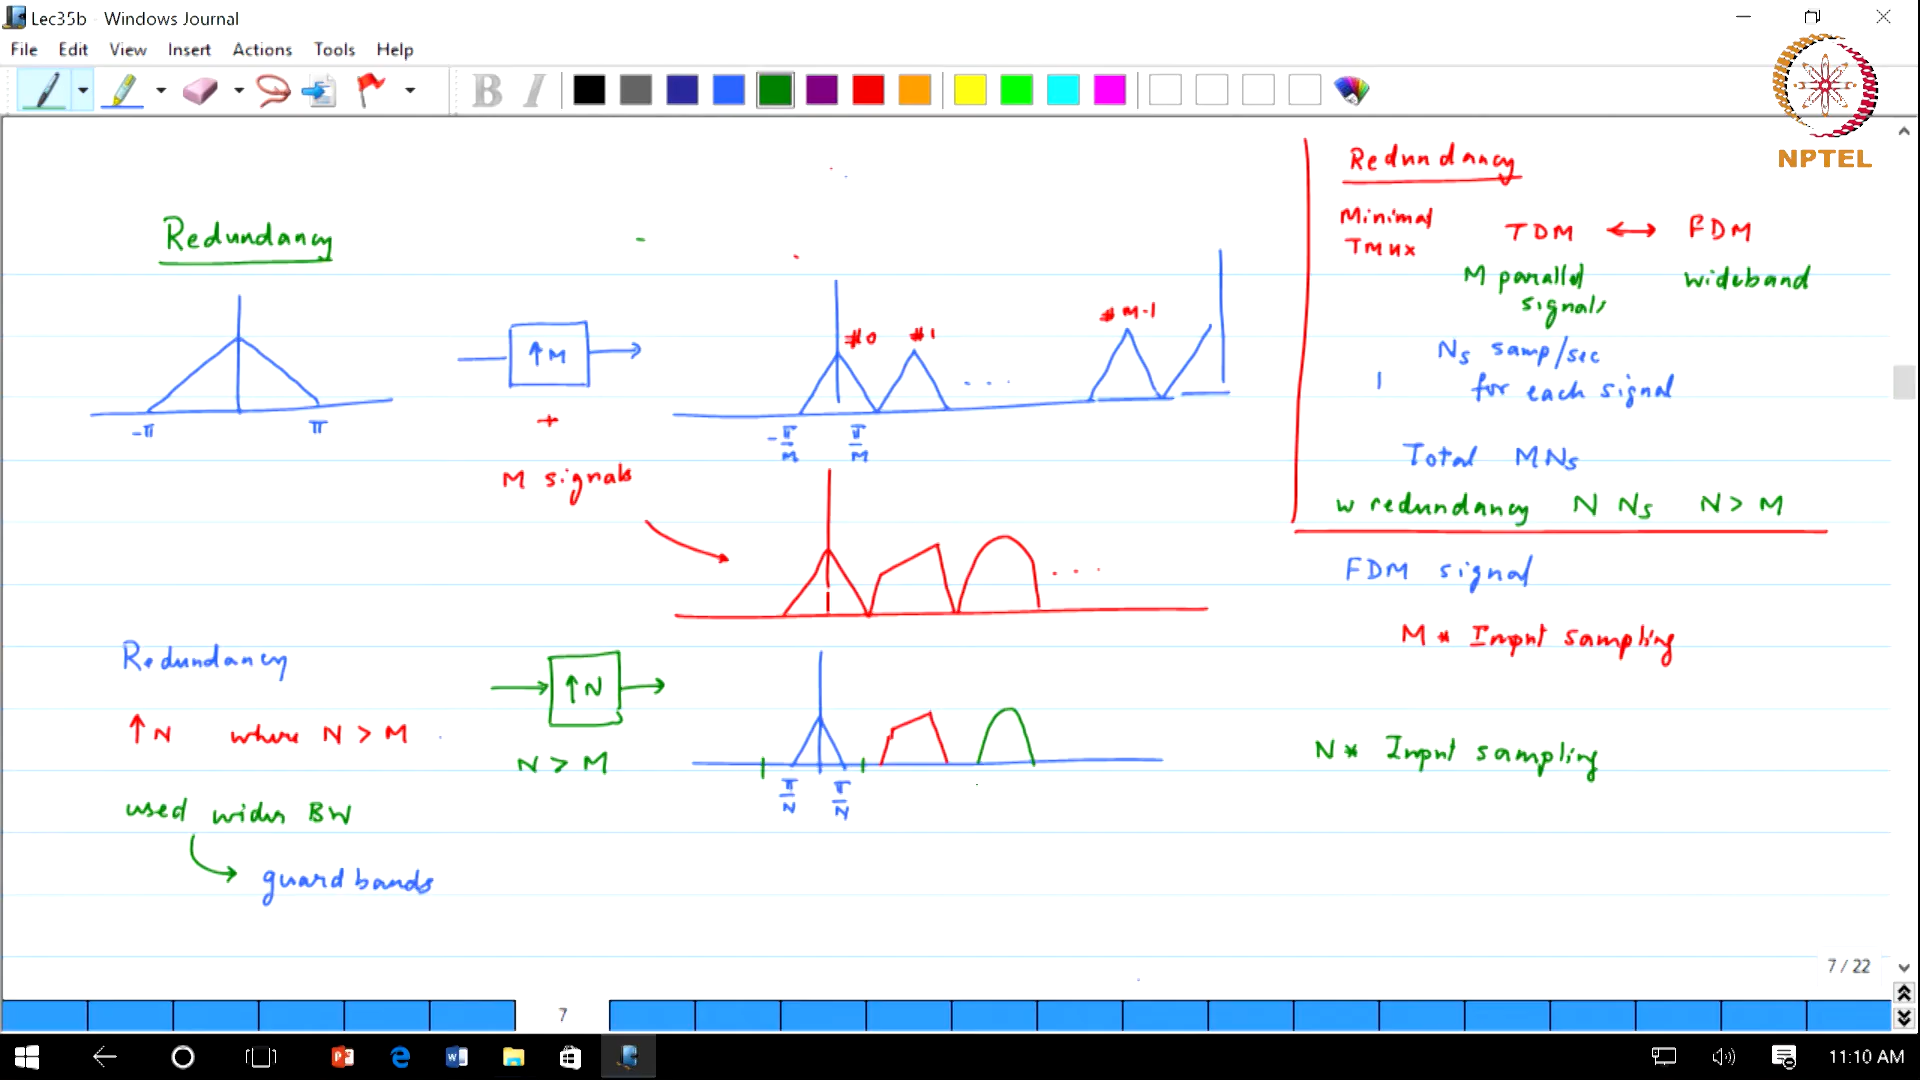 Lec35b - Windows Journal
File Edit View Insert Actions Tools Help
B I
NPTEL
Redundancy
-π π
↑M
+
M signals
#0 #1 ... # M-1
-π/M π/M
...
Redundancy
↑N where N > M
used wider BW
guard bands
↑N
N > M
π/N π/N
Redundancy
Minimal TDM ↔ FDM
Tmux
M parallel wideband
signals
Ns samp/sec
for each signal
Total MNs
w redundancy N Ns N > M
FDM signal
M * Input sampling
N * Input sampling
7 / 22
7
11:10 AM